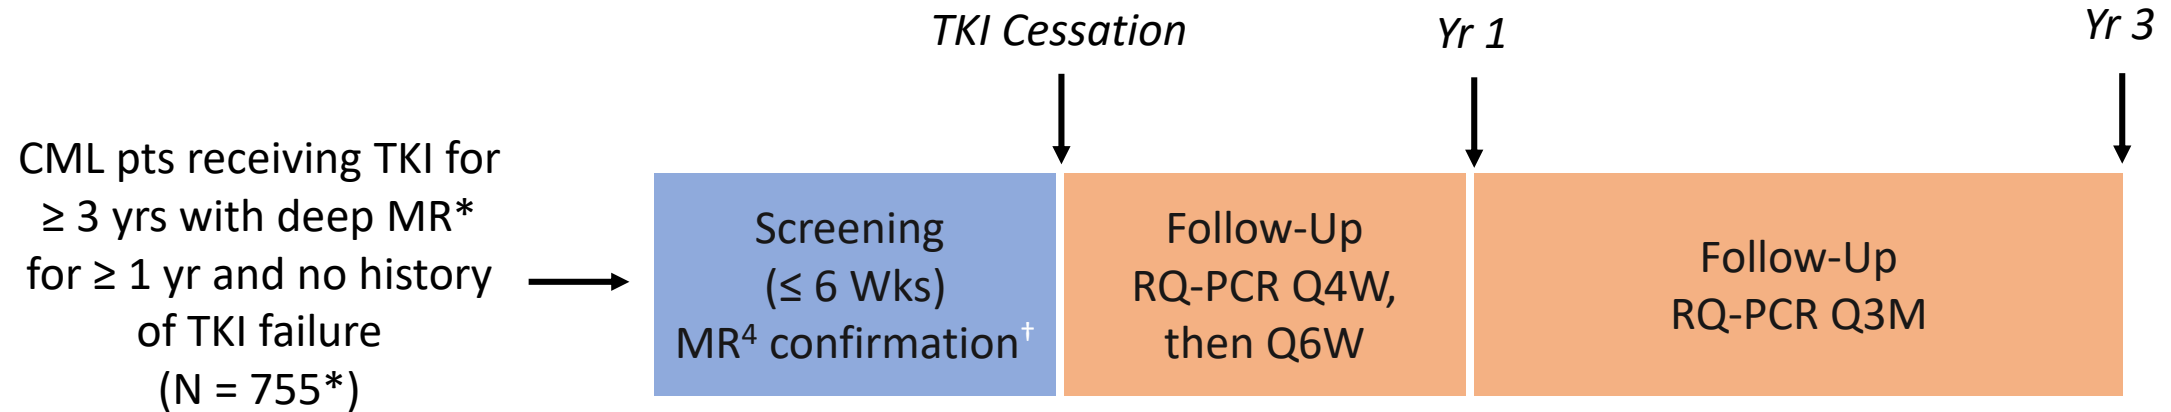 TKI Cessation
Yr 1
Yr 3
CML pts receiving TKI for
≥ 3 yrs with deep MR*
for ≥ 1 yr and no history
of TKI failure
(N = 755*)
Screening
(≤ 6 Wks)
MR⁴ confirmation†
Follow-Up
RQ-PCR Q4W,
then Q6W
Follow-Up
RQ-PCR Q3M